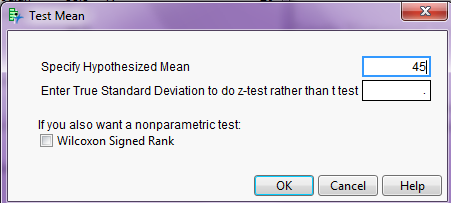 Test Mean
Specify Hypothesized Mean 45
Enter True Standard Deviation to do z-test rather than t test .
If you also want a nonparametric test:
Wilcoxon Signed Rank
OK Cancel Help